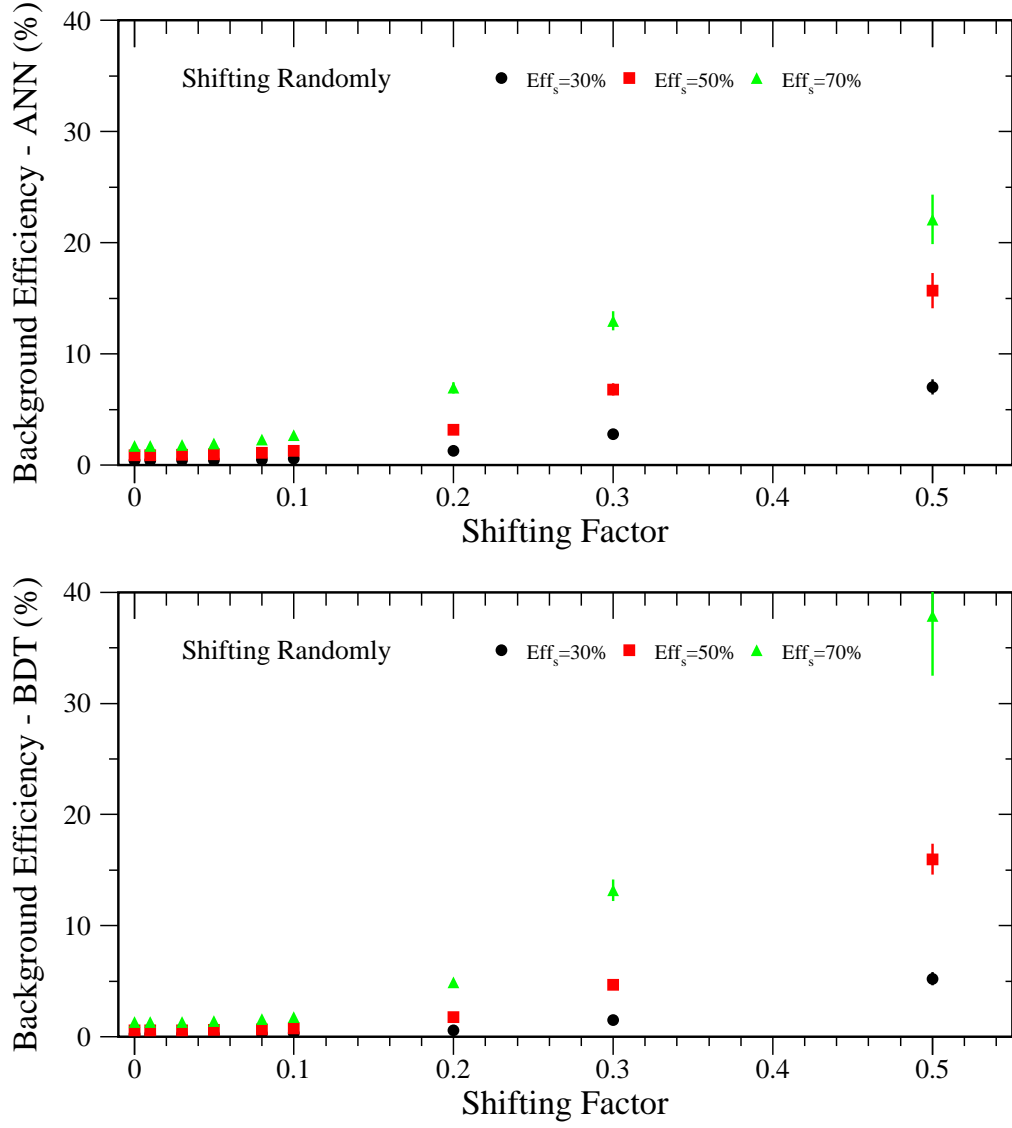 Background Efficiency - ANN (%)
40
30
20
10
0
Shifting Randomly
Eff_s=30% Eff_s=50% Eff_s=70%
0 0.1 0.2 0.3 0.4 0.5
Shifting Factor
Background Efficiency - BDT (%)
40
30
20
10
0
Shifting Randomly
Eff_s=30% Eff_s=50% Eff_s=70%
0 0.1 0.2 0.3 0.4 0.5
Shifting Factor